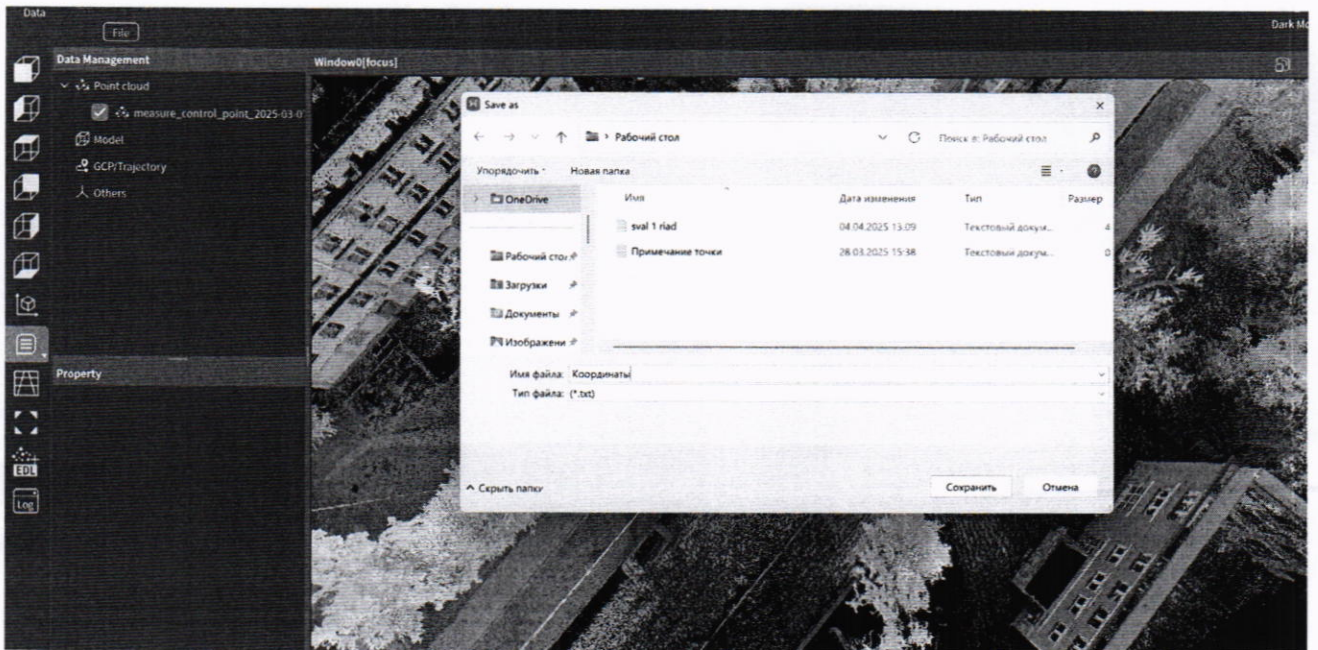 Data
File
Dark Mo
Data Management
Window0[focus]
Point cloud
measure_control_point_2025-03-0
Model
GCP/Trajectory
Others
Property
EDL
Log
Save as
Рабочий стол
Поиск в: Рабочий стол
Упорядочить
Новая папка
OneDrive
Имя
Дата изменения
Тип
Размер
sval 1 riad
04.04.2025 13:09
Текстовый докум...
4
Примечание точки
28.03.2025 15:38
Текстовый докум...
0
Рабочий стол
Загрузки
Документы
Изображени
Имя файла: Координаты
Тип файла: (*.txt)
Скрыть папки
Сохранить
Отмена